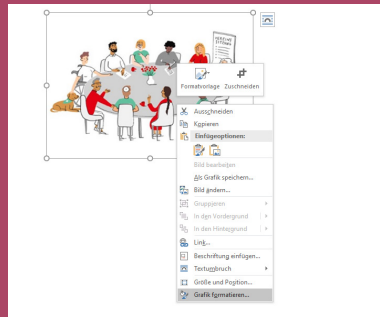 Formatvorlage Zuschneiden
Ausschneiden
Kopieren
Einfügeoptionen:
Bild bearbeiten
Als Grafik speichern...
Bild ändern...
Gruppieren
In den Vordergrund
In den Hintergrund
Link...
Beschriftung einfügen...
Textumbruch
Größe und Position...
Grafik formatieren...